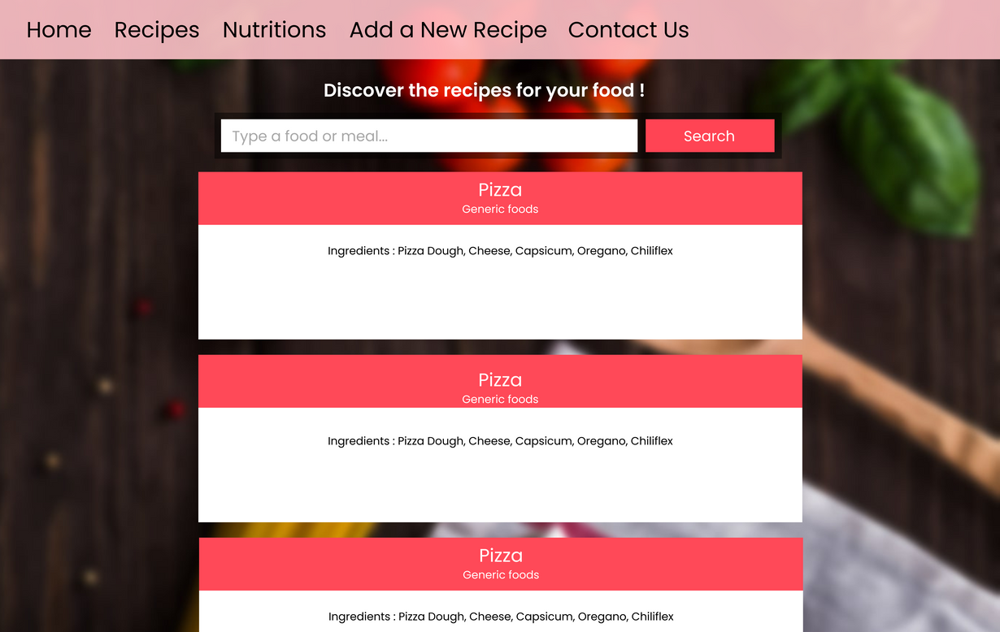 Home Recipes Nutritions Add a New Recipe Contact Us
Discover the recipes for your food !
Type a food or meal...
Search
Pizza
Generic foods
Ingredients : Pizza Dough, Cheese, Capsicum, Oregano, Chiliflex
Pizza
Generic foods
Ingredients : Pizza Dough, Cheese, Capsicum, Oregano, Chiliflex
Pizza
Generic foods
Ingredients : Pizza Dough, Cheese, Capsicum, Oregano, Chiliflex